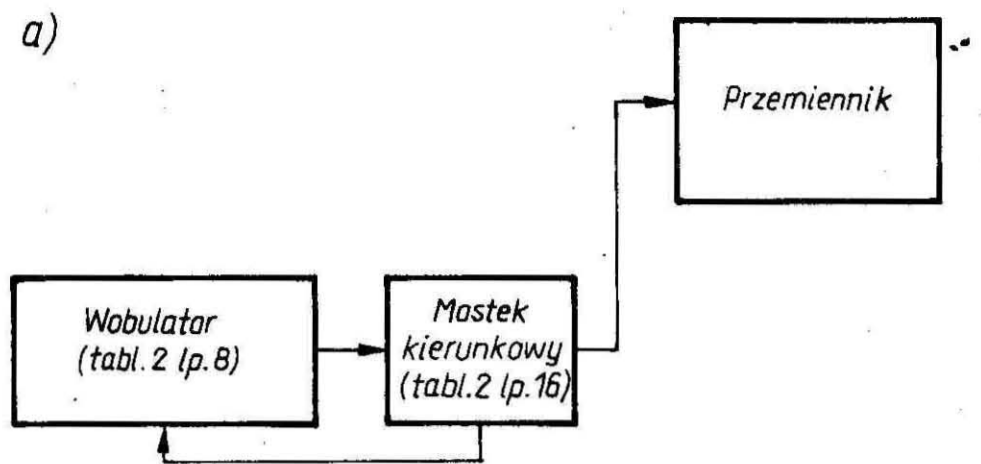 a)
Przemiennik
Wobulator
(tabl. 2 lp. 8)
Mostek
kierunkowy
(tabl. 2 lp. 16)